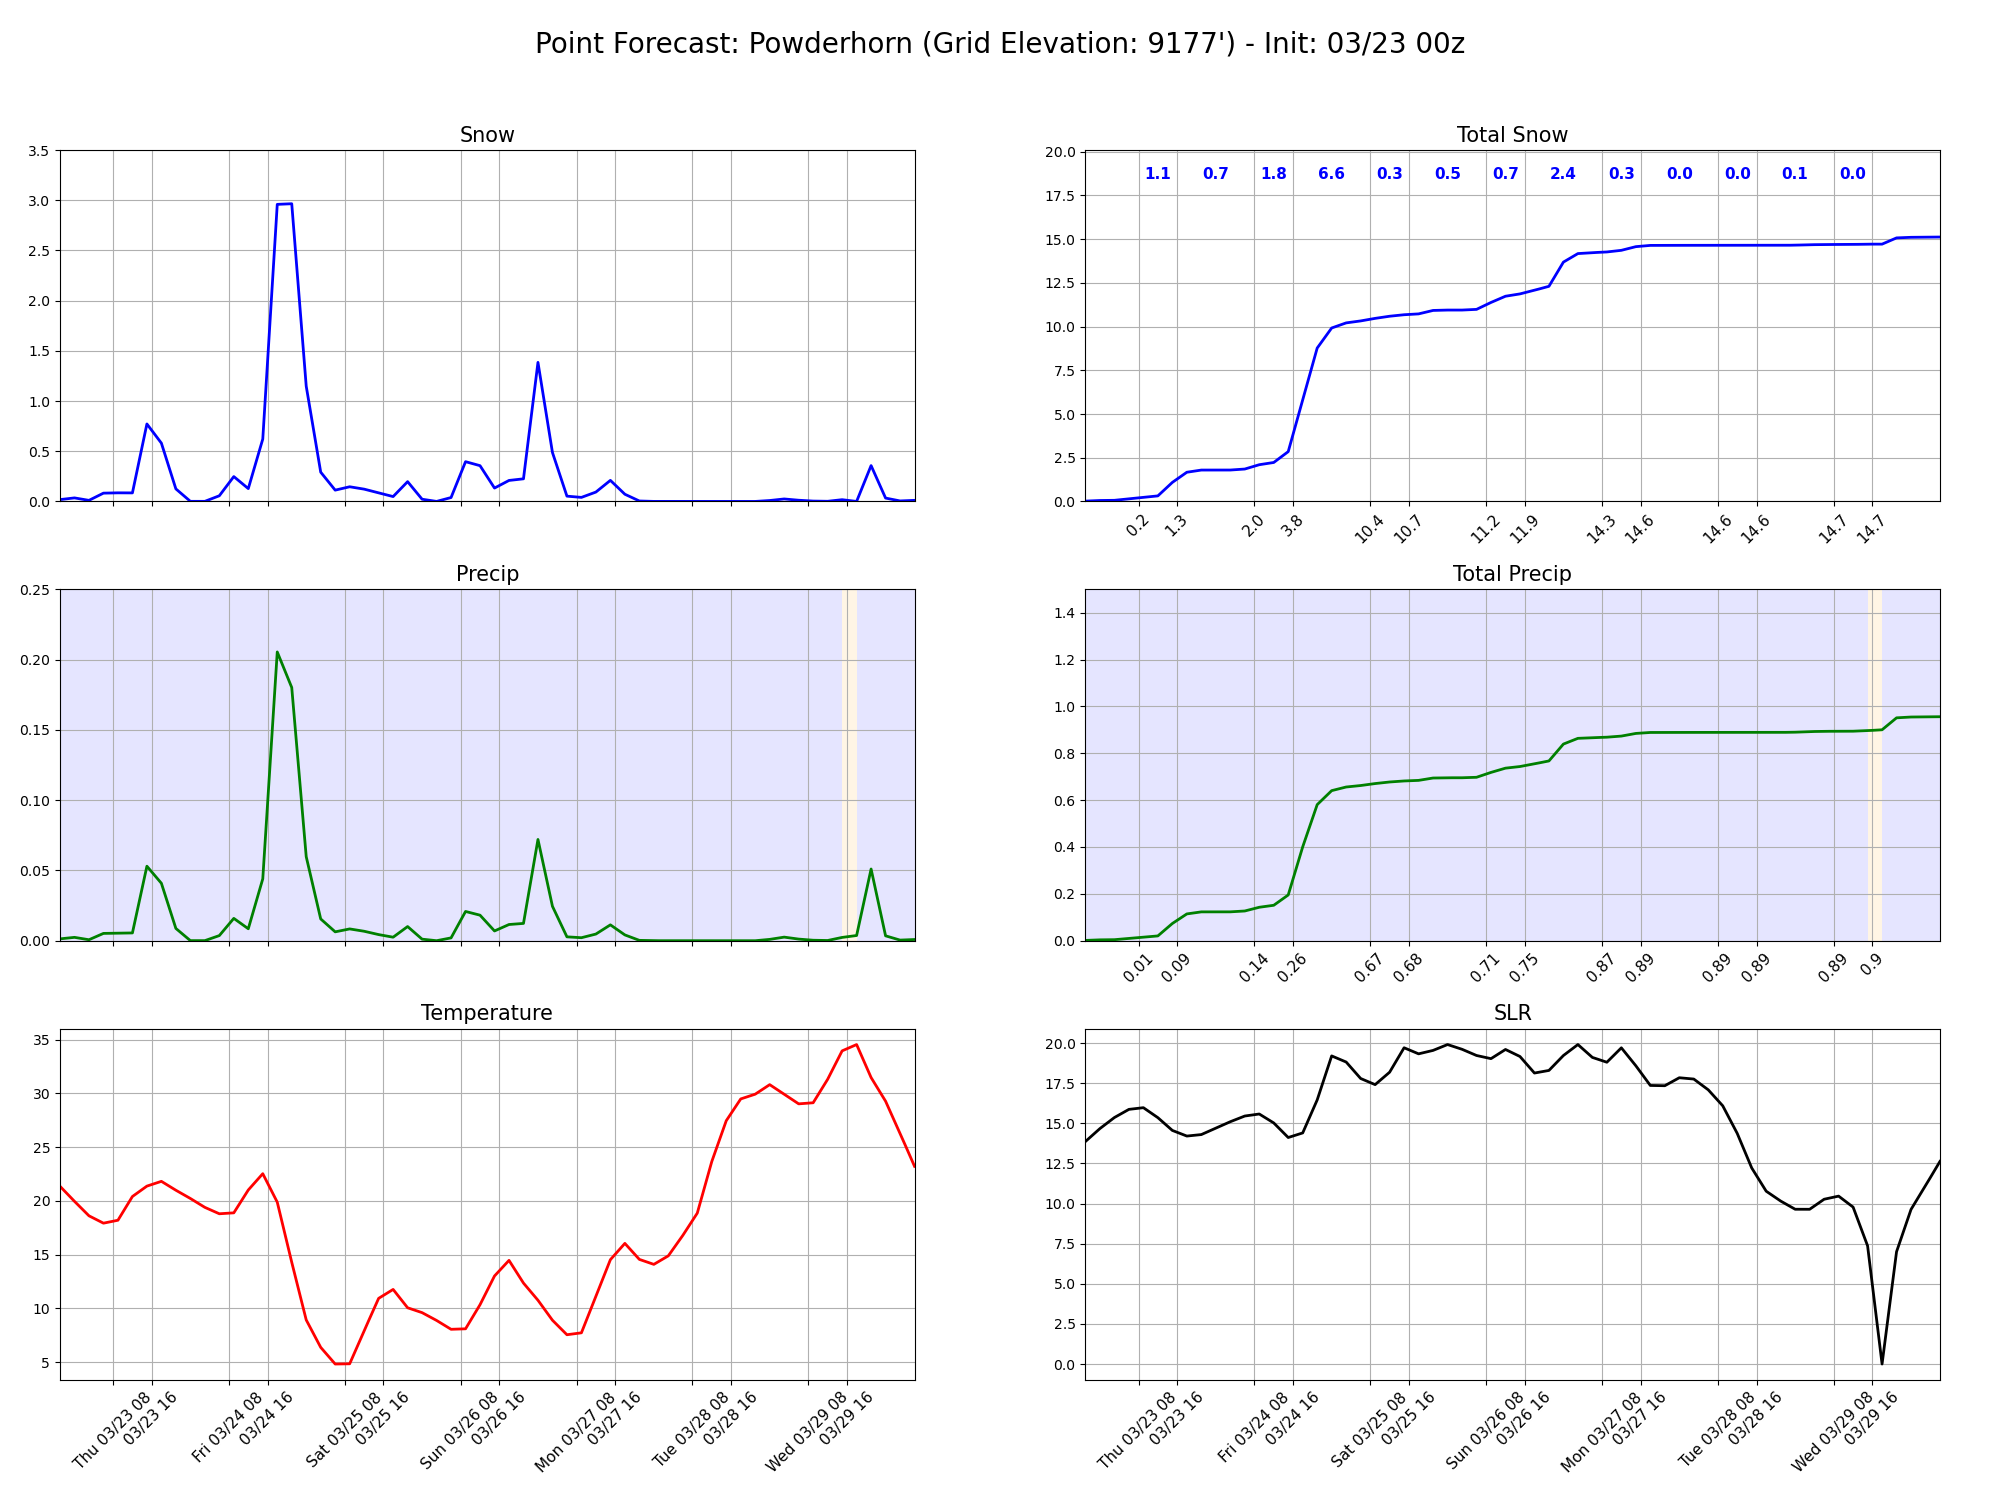 Point Forecast: Powderhorn (Grid Elevation: 9177') - Init: 03/23 00z
Snow
3.5
3.0
2.5
2.0
1.5
1.0
0.5
0.0
Total Snow
20.0
17.5
15.0
12.5
10.0
7.5
5.0
2.5
0.0
1.1 0.7 1.8 6.6 0.3 0.5 0.7 2.4 0.3 0.0 0.0 0.1 0.0
0.2 1.3 2.0 3.8 10.4 10.7 11.2 11.9 14.3 14.6 14.6 14.6 14.7 14.7
Precip
0.25
0.20
0.15
0.10
0.05
0.00
Total Precip
1.4
1.2
1.0
0.8
0.6
0.4
0.2
0.0
0.01 0.09 0.14 0.26 0.67 0.68 0.71 0.75 0.87 0.89 0.89 0.89 0.89 0.9
Temperature
35
30
25
20
15
10
5
Thu 03/23 08
03/23 16
Fri 03/24 08
03/24 16
Sat 03/25 08
03/25 16
Sun 03/26 08
03/26 16
Mon 03/27 08
03/27 16
Tue 03/28 08
03/28 16
Wed 03/29 08
03/29 16
SLR
20.0
17.5
15.0
12.5
10.0
7.5
5.0
2.5
0.0
Thu 03/23 08
03/23 16
Fri 03/24 08
03/24 16
Sat 03/25 08
03/25 16
Sun 03/26 08
03/26 16
Mon 03/27 08
03/27 16
Tue 03/28 08
03/28 16
Wed 03/29 08
03/29 16